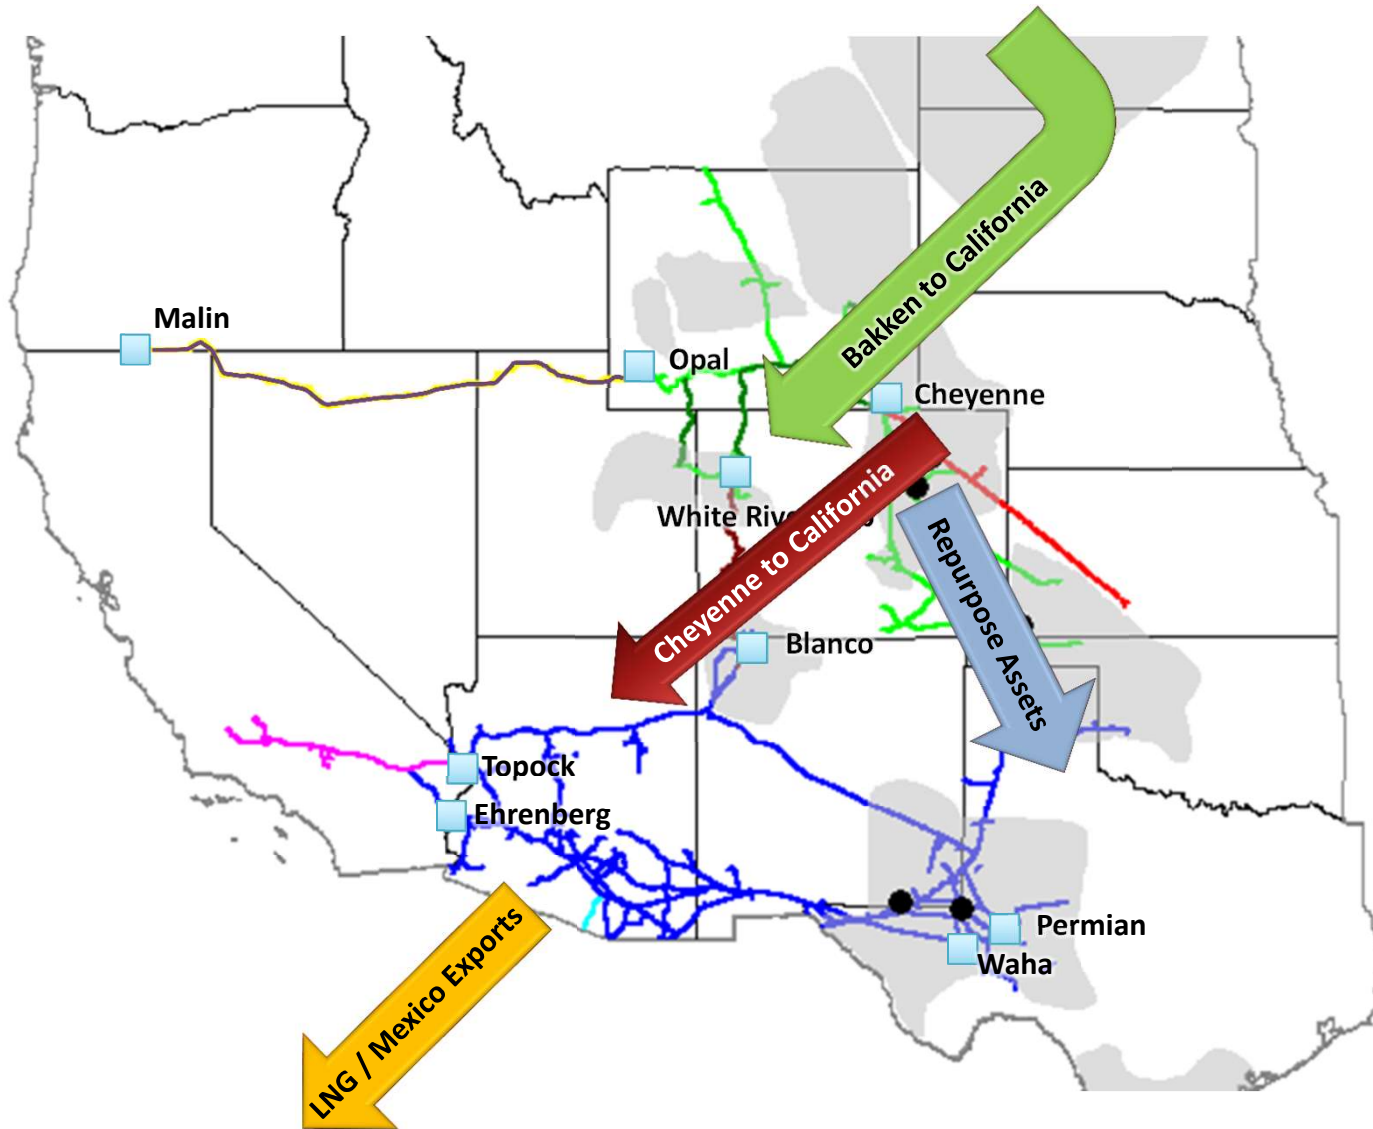 Malin
Opal
Bakken to California
Cheyenne
White Riv
Cheyenne to California
Repurpose Assets
Blanco
Topock
Ehrenberg
LNG / Mexico Exports
Permian
Waha